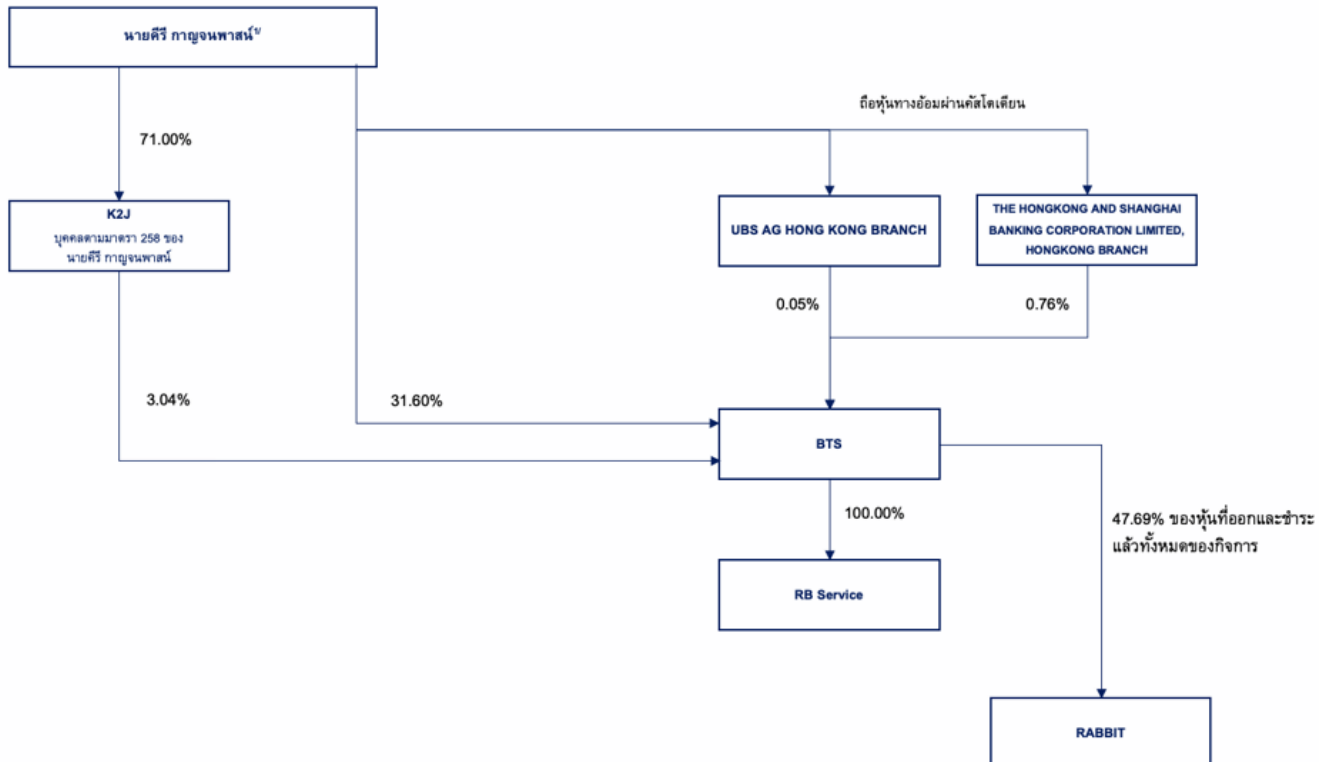 นายคีรี กาญจนพาสน์¹/
ถือหุ้นทางอ้อมผ่านคัสโตเดียน
71.00%
K2J
บุคคลตามมาตรา 258 ของ
นายคีรี กาญจนพาสน์
UBS AG HONG KONG BRANCH
THE HONGKONG AND SHANGHAI
BANKING CORPORATION LIMITED,
HONGKONG BRANCH
0.05%
0.76%
3.04%
31.60%
BTS
100.00%
47.69% ของหุ้นที่ออกและชำระ
แล้วทั้งหมดของกิจการ
RB Service
RABBIT